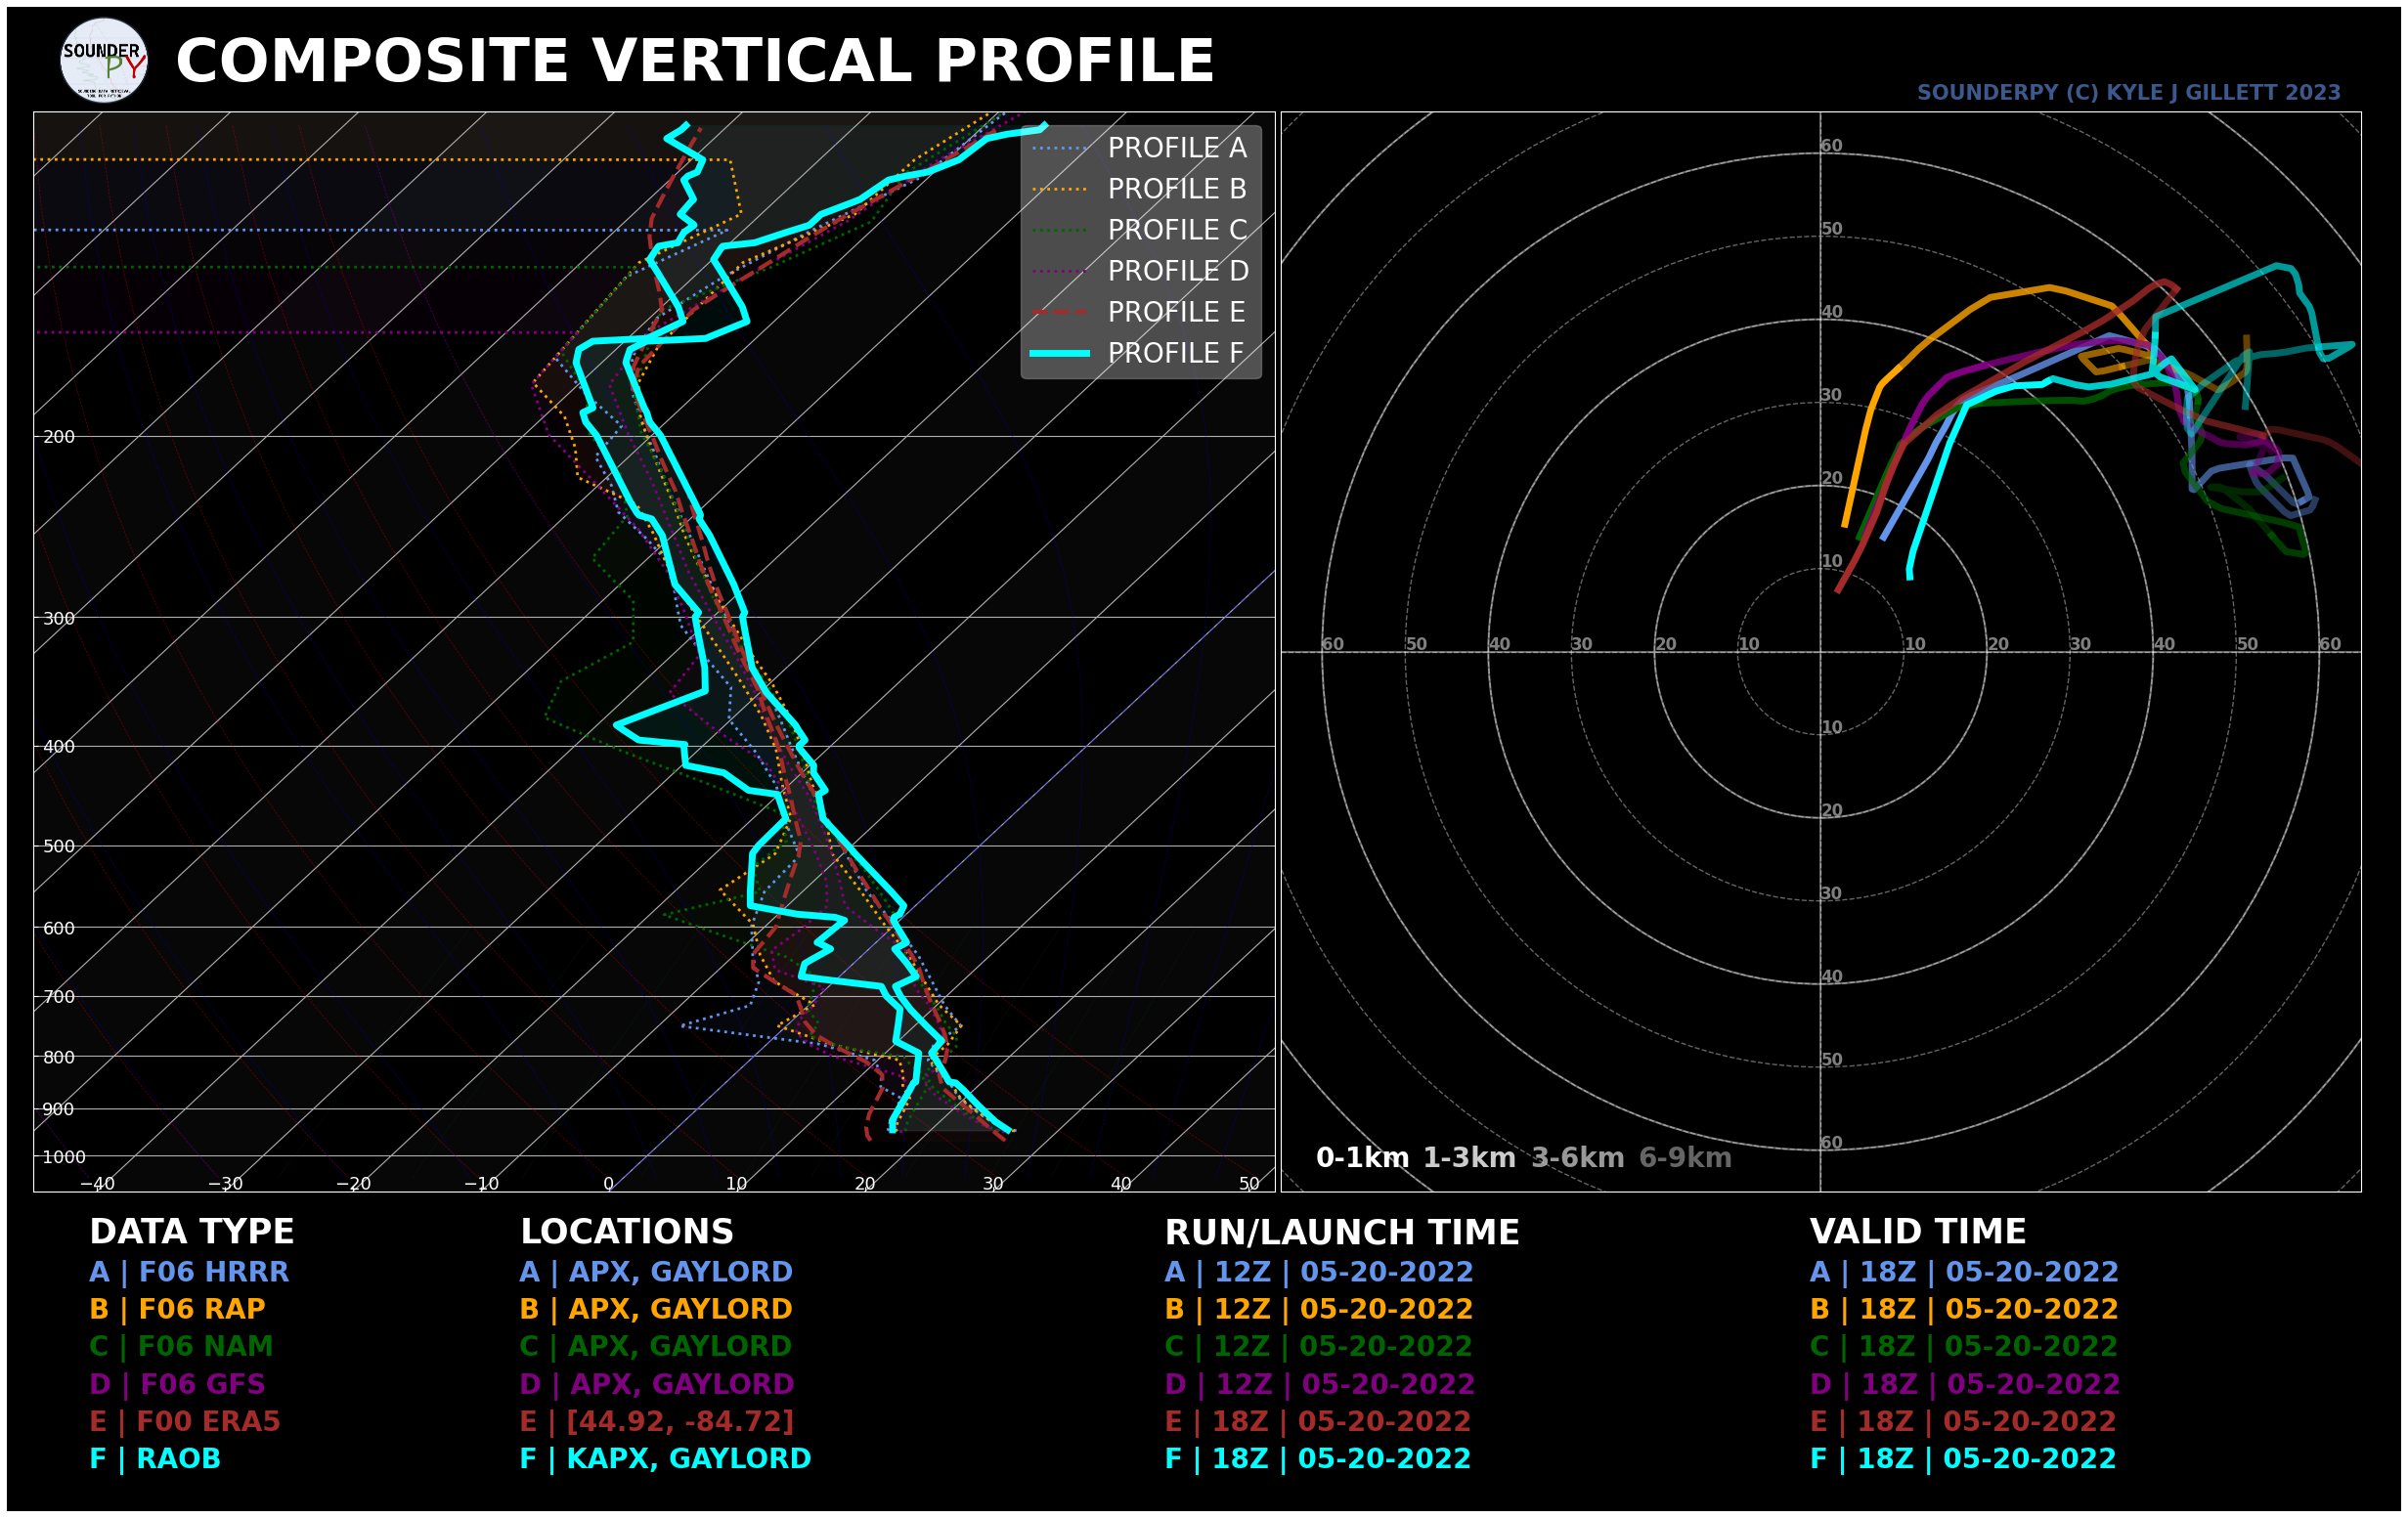 SOUNDER
PY
COMPOSITE VERTICAL PROFILE
SOUNDERPY (C) KYLE J GILLETT 2023
PROFILE A
PROFILE B
PROFILE C
PROFILE D
PROFILE E
PROFILE F
200
300
400
500
600
700
800
900
1000
−40 −30 −20 −10 0 10 20 30 40 50
60
50
40
30
20
10
60 50 40 30 20 10 10 20 30 40 50 60
10
20
30
40
50
60
0-1km 1-3km 3-6km 6-9km
DATA TYPE LOCATIONS RUN/LAUNCH TIME VALID TIME
A | F06 HRRR A | APX, GAYLORD A | 12Z | 05-20-2022 A | 18Z | 05-20-2022
B | F06 RAP B | APX, GAYLORD B | 12Z | 05-20-2022 B | 18Z | 05-20-2022
C | F06 NAM C | APX, GAYLORD C | 12Z | 05-20-2022 C | 18Z | 05-20-2022
D | F06 GFS D | APX, GAYLORD D | 12Z | 05-20-2022 D | 18Z | 05-20-2022
E | F00 ERA5 E | [44.92, -84.72] E | 18Z | 05-20-2022 E | 18Z | 05-20-2022
F | RAOB F | KAPX, GAYLORD F | 18Z | 05-20-2022 F | 18Z | 05-20-2022